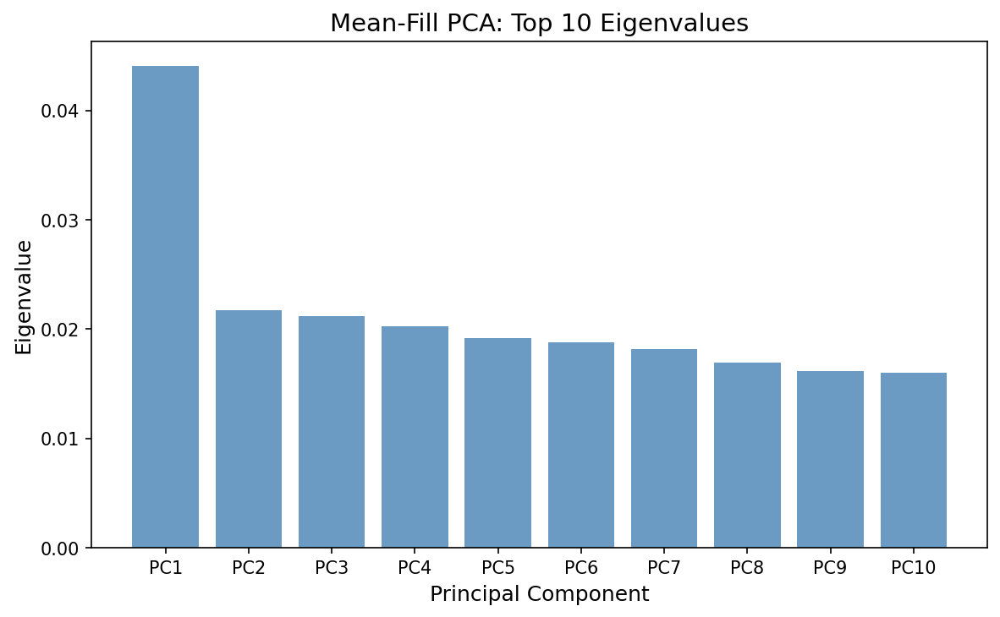 Mean-Fill PCA: Top 10 Eigenvalues
Eigenvalue
0.04
0.03
0.02
0.01
0.00
PC1 PC2 PC3 PC4 PC5 PC6 PC7 PC8 PC9 PC10
Principal Component